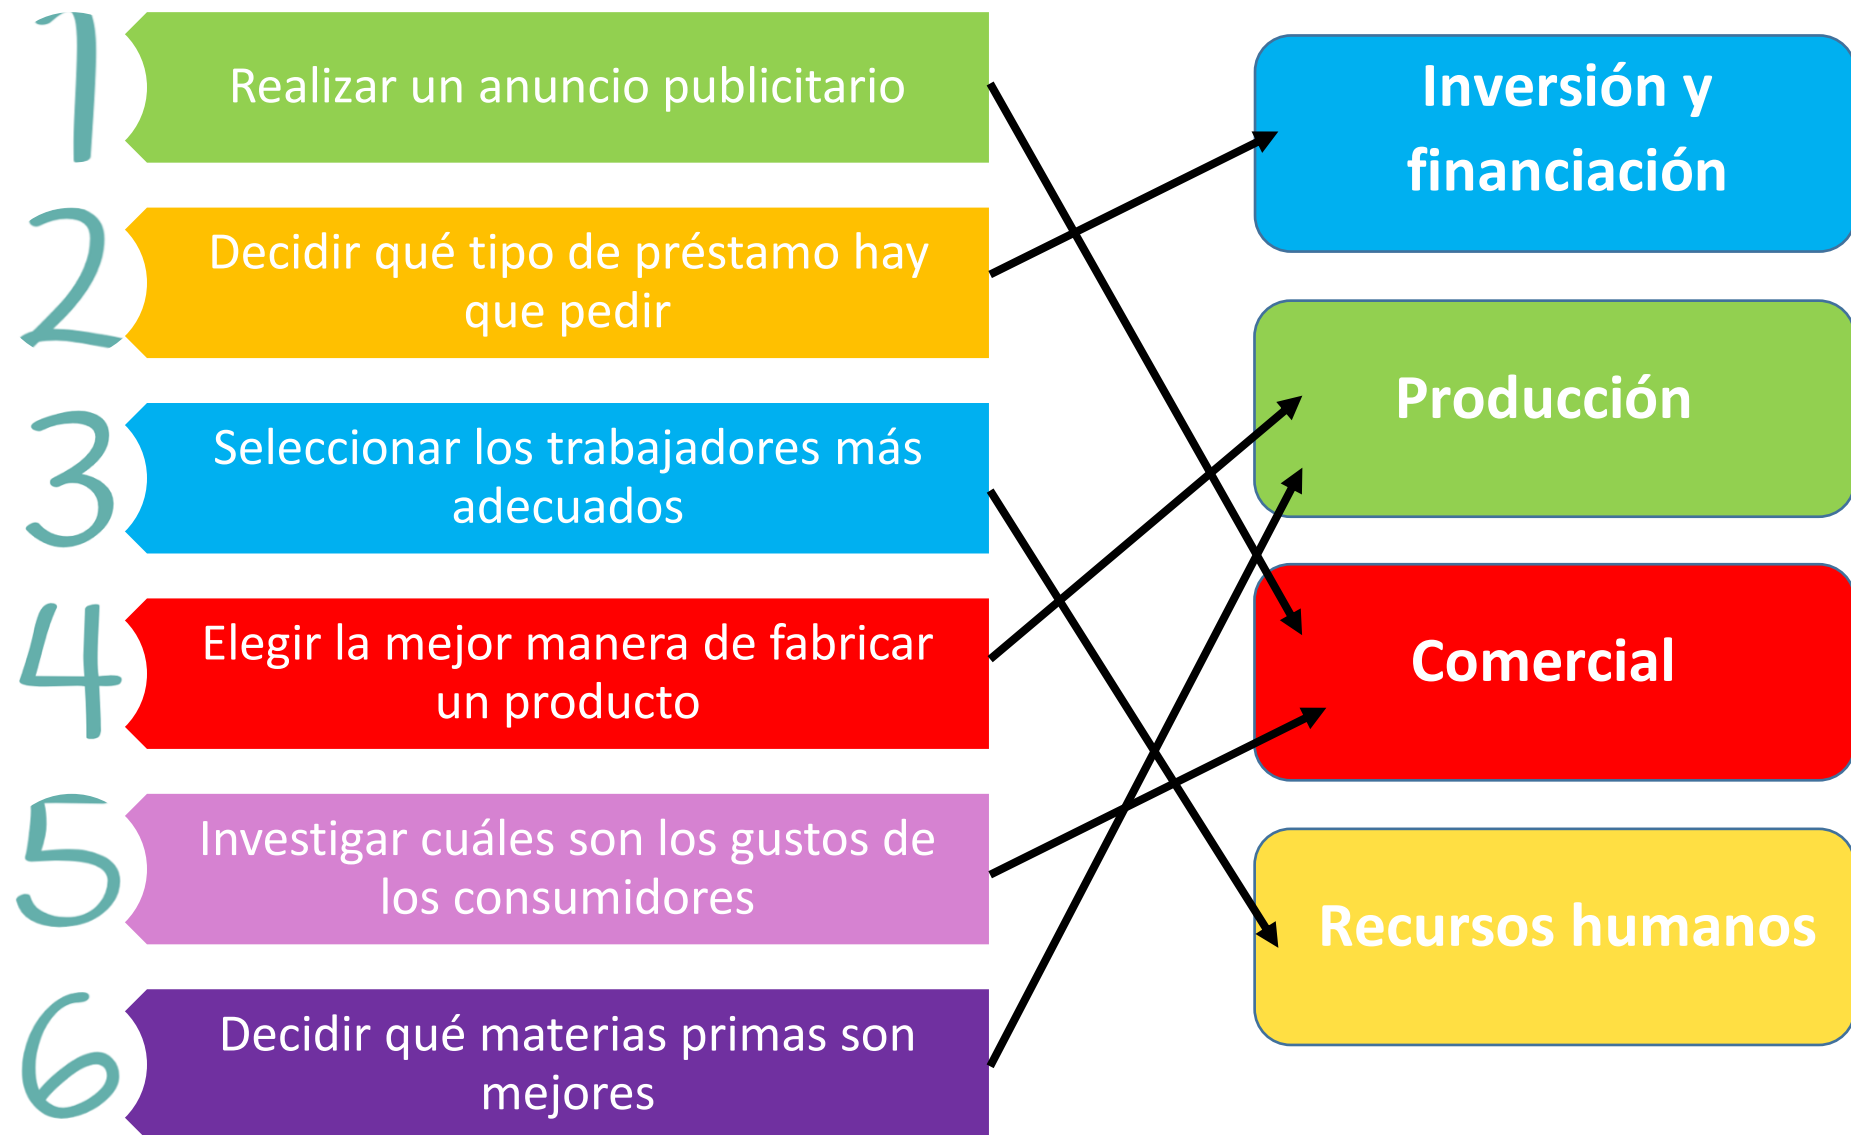 1
Realizar un anuncio publicitario
2
Decidir qué tipo de préstamo hay
que pedir
3
Seleccionar los trabajadores más
adecuados
4
Elegir la mejor manera de fabricar
un producto
5
Investigar cuáles son los gustos de
los consumidores
6
Decidir qué materias primas son
mejores
Inversión y
financiación
Producción
Comercial
Recursos humanos